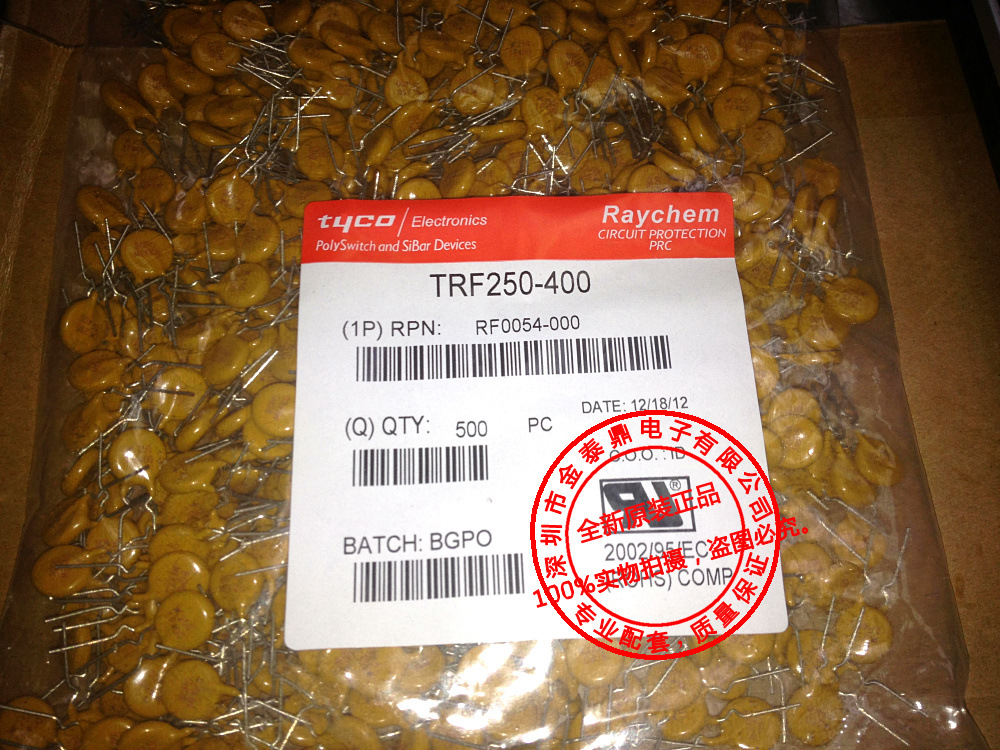 tyco / Electronics
PolySwitch and SiBar Devices
Raychem
CIRCUIT PROTECTION
PRC
TRF250-400
(1P) RPN: RF0054-000
DATE: 12/18/12
(Q) QTY: 500 PC
C.O.O. : ID
BATCH: BGPO
2002/95/EC
(ROHS) COMP
深圳市金泰鼎电子有限公司
全新原装正品
100%实物拍摄，盗图必究。
专业配套，质量保证